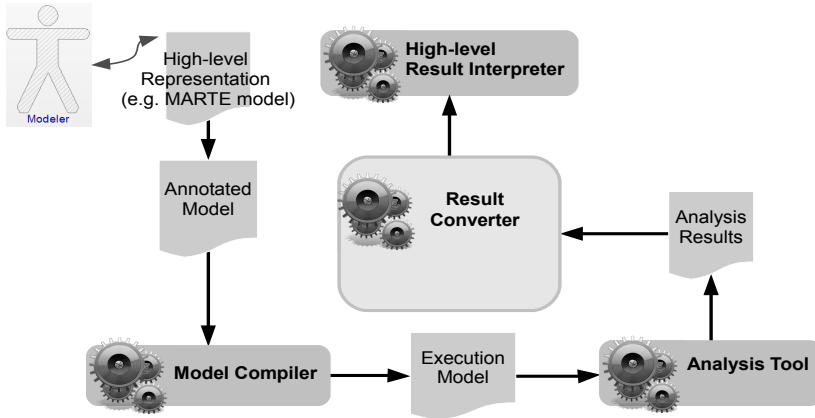 Modeler
High-level
Representation
(e.g. MARTE model)
Annotated
Model
Model Compiler
Execution
Model
Analysis Tool
Analysis
Results
Result
Converter
High-level
Result Interpreter